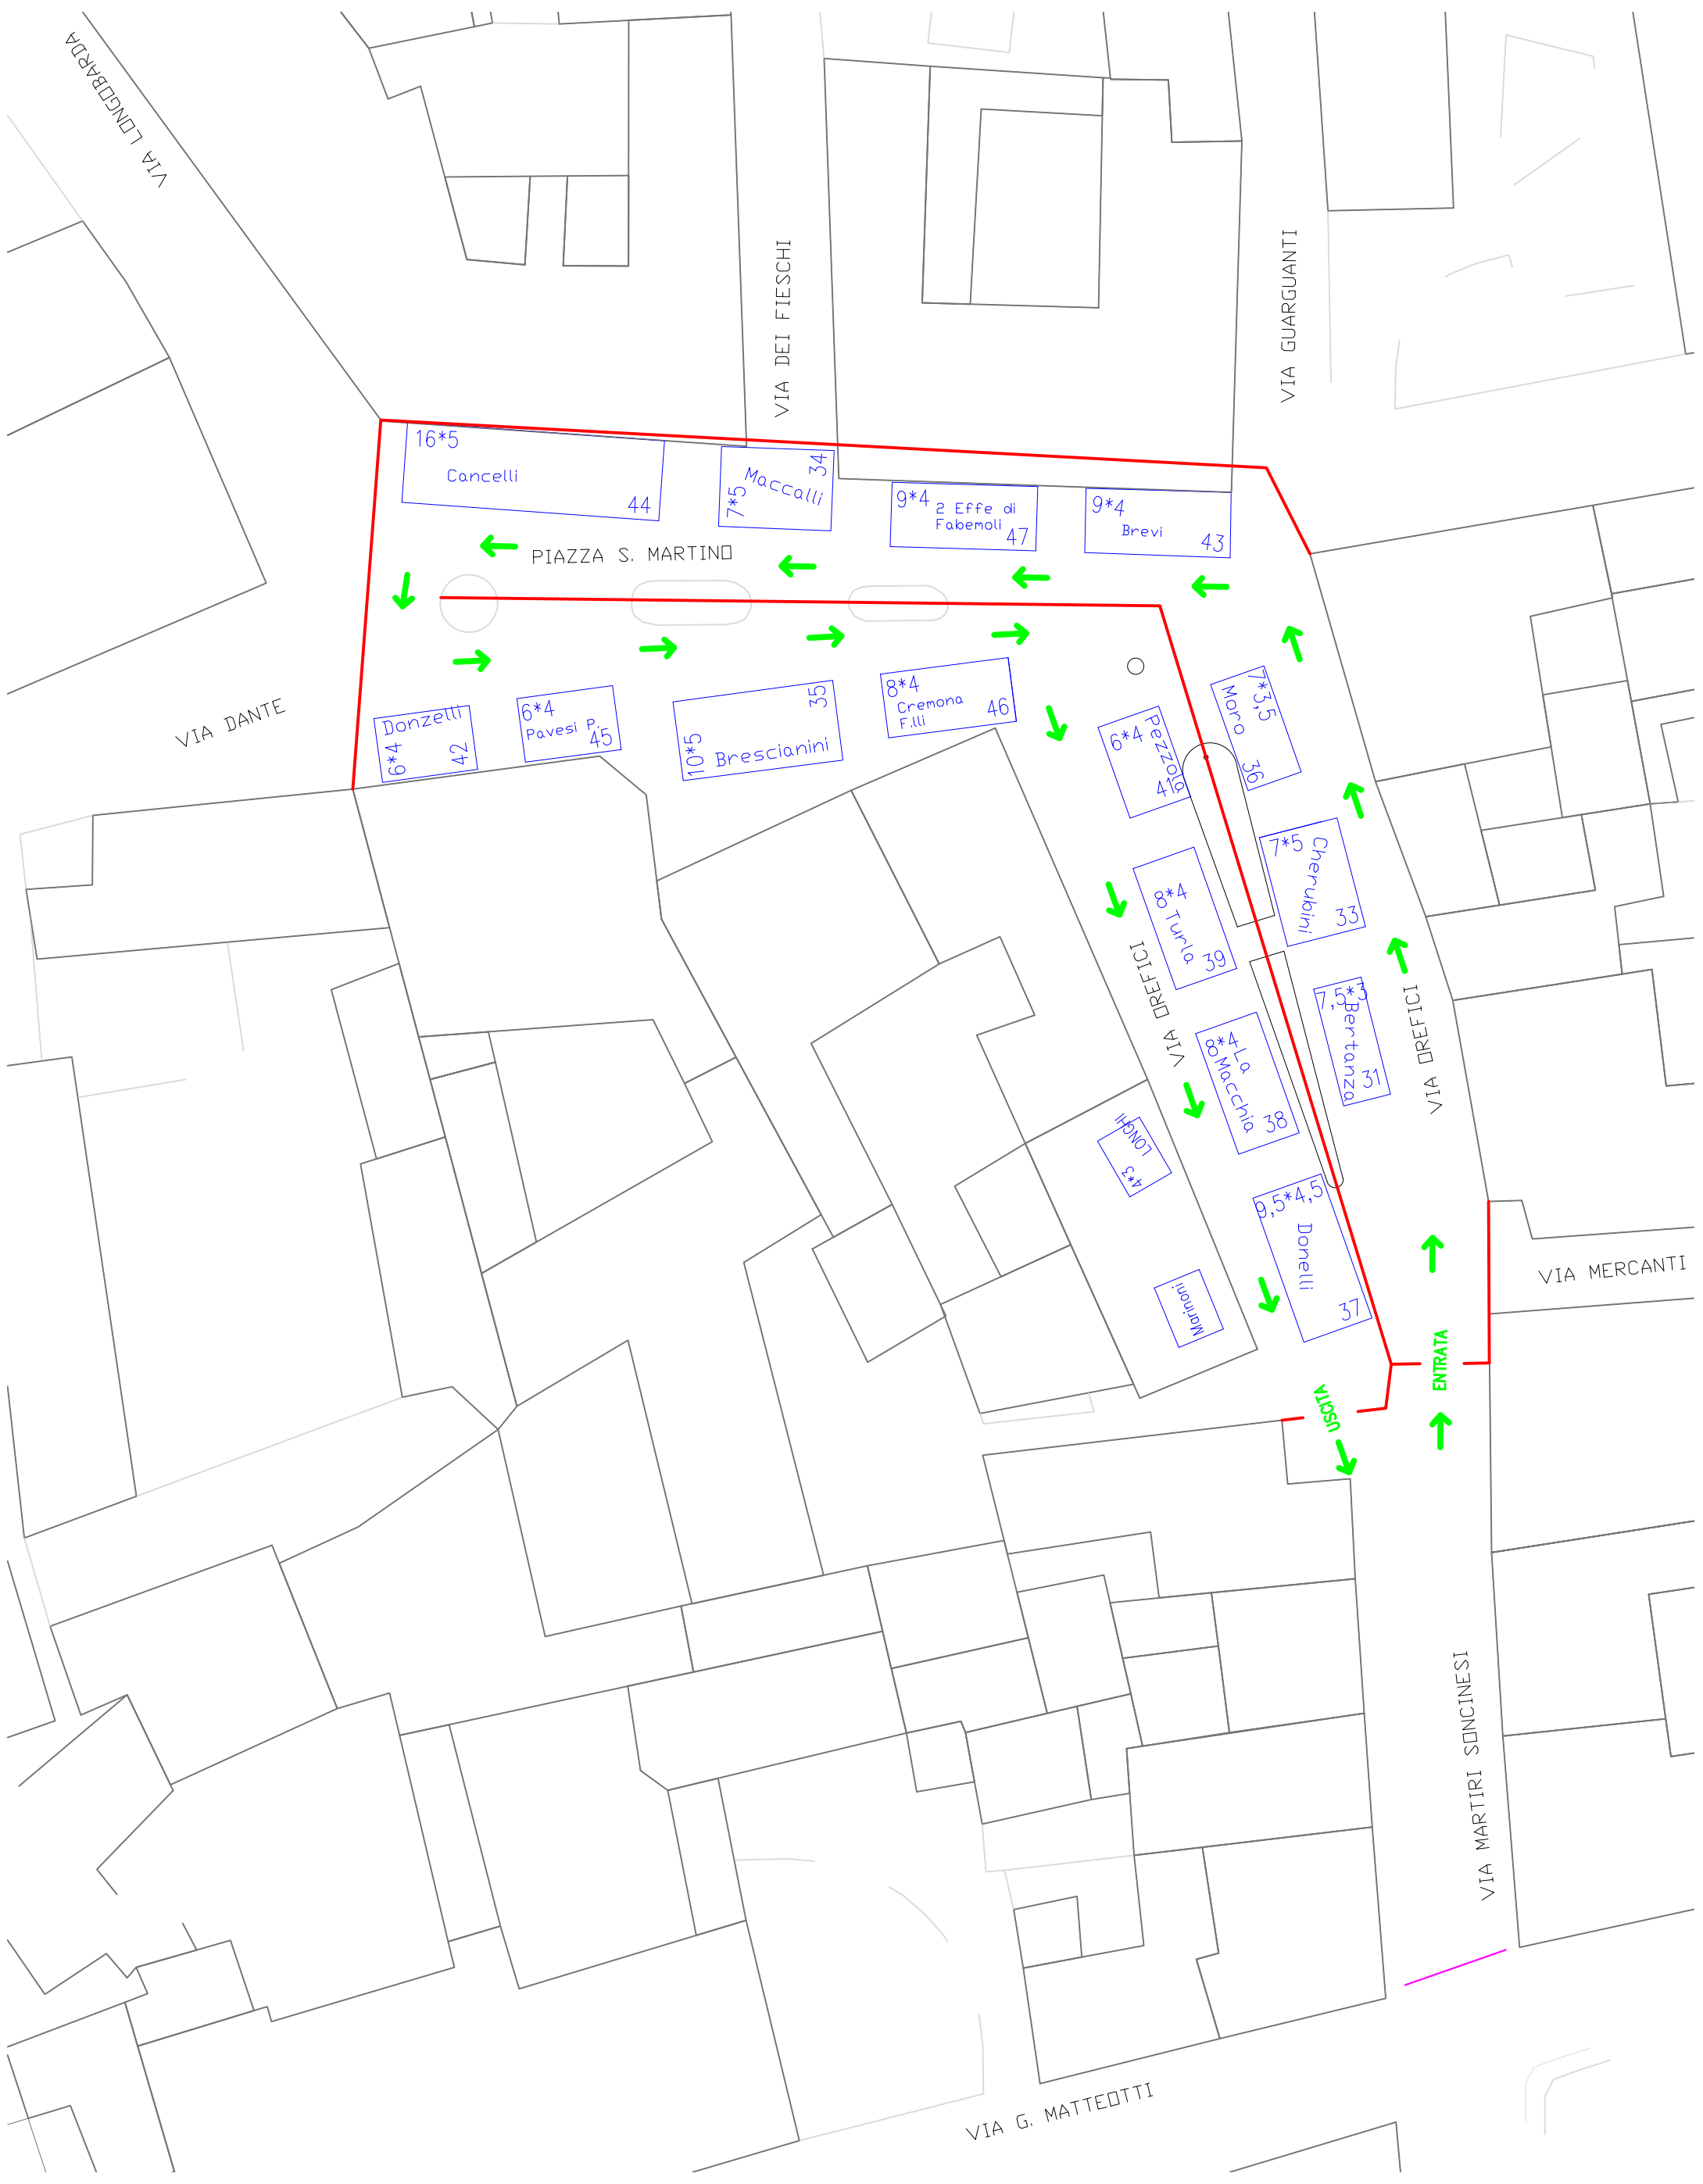 VIA LONGOBARDA
VIA DEI FIESCHI
VIA GUARGUANTI
16*5
Cancelli
44
34
Maccalli
7*5
9*4
2 Effe di
Fabemoli
47
9*4
Brevi
43
PIAZZA S. MARTINO
VIA DANTE
Donzelli
6*4
42
6*4
Pavesi P.
45
35
10*5
Brescianini
8*4
Cremona
F.lli
46
Pezzola
6*4
41
7*3,5
Moro
36
8*4
Turla
39
7*5
Cherubini
33
VIA OREFICI
8*4
La
Macchia
38
7,5*3
Bertanza
31
VIA OREFICI
LONGHI
4*3
9,5*4,5
Donelli
37
Marinoni
VIA MERCANTI
ENTRATA
USCITA
VIA MARTIRI SONCINESI
VIA G. MATTEOTTI